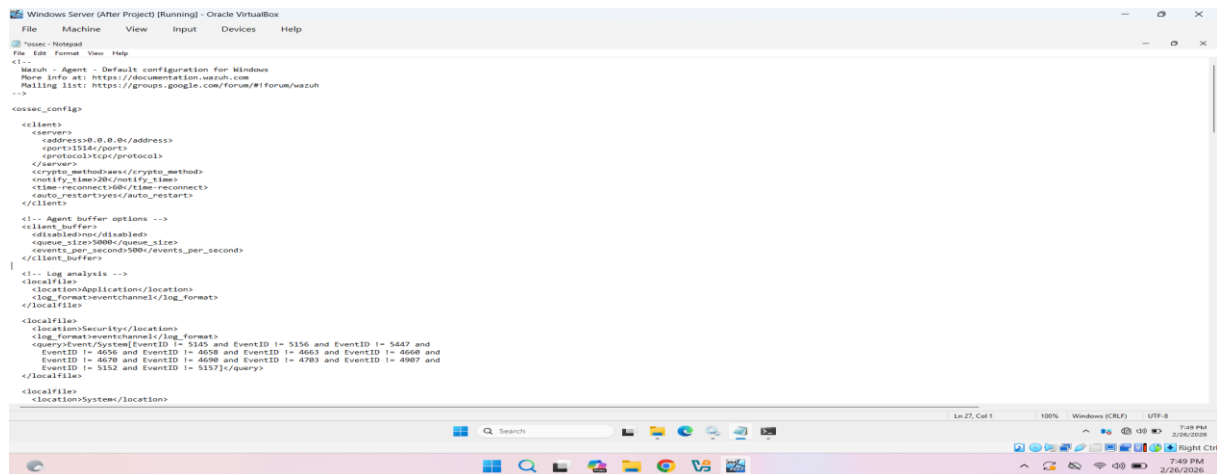 Windows Server (After Project) [Running] - Oracle VirtualBox
File Machine View Input Devices Help
*ossec - Notepad
File Edit Format View Help
<!--
  Wazuh - Agent - Default configuration for Windows
  More info at: https://documentation.wazuh.com
  Mailing list: https://groups.google.com/forum/#!forum/wazuh
-->
<ossec_config>
  <client>
    <server>
      <address>0.0.0.0</address>
      <port>1514</port>
      <protocol>tcp</protocol>
    </server>
    <crypto_method>aes</crypto_method>
    <notify_time>20</notify_time>
    <time-reconnect>60</time-reconnect>
    <auto_restart>yes</auto_restart>
  </client>
  <!-- Agent buffer options -->
  <client_buffer>
    <disabled>no</disabled>
    <queue_size>5000</queue_size>
    <events_per_second>500</events_per_second>
  </client_buffer>
  <!-- Log analysis -->
  <localfile>
    <location>Application</location>
    <log_format>eventchannel</log_format>
  </localfile>
  <localfile>
    <location>Security</location>
    <log_format>eventchannel</log_format>
    <query>Event/System[EventID != 5145 and EventID != 5156 and EventID != 5447 and
      EventID != 4656 and EventID != 4658 and EventID != 4663 and EventID != 4660 and
      EventID != 4670 and EventID != 4690 and EventID != 4703 and EventID != 4907 and
      EventID != 5152 and EventID != 5157]</query>
  </localfile>
  <localfile>
    <location>System</location>
Ln 27, Col 1 100% Windows (CRLF) UTF-8
Search
7:49 PM
2/26/2026
Right Ctrl
7:49 PM
2/26/2026